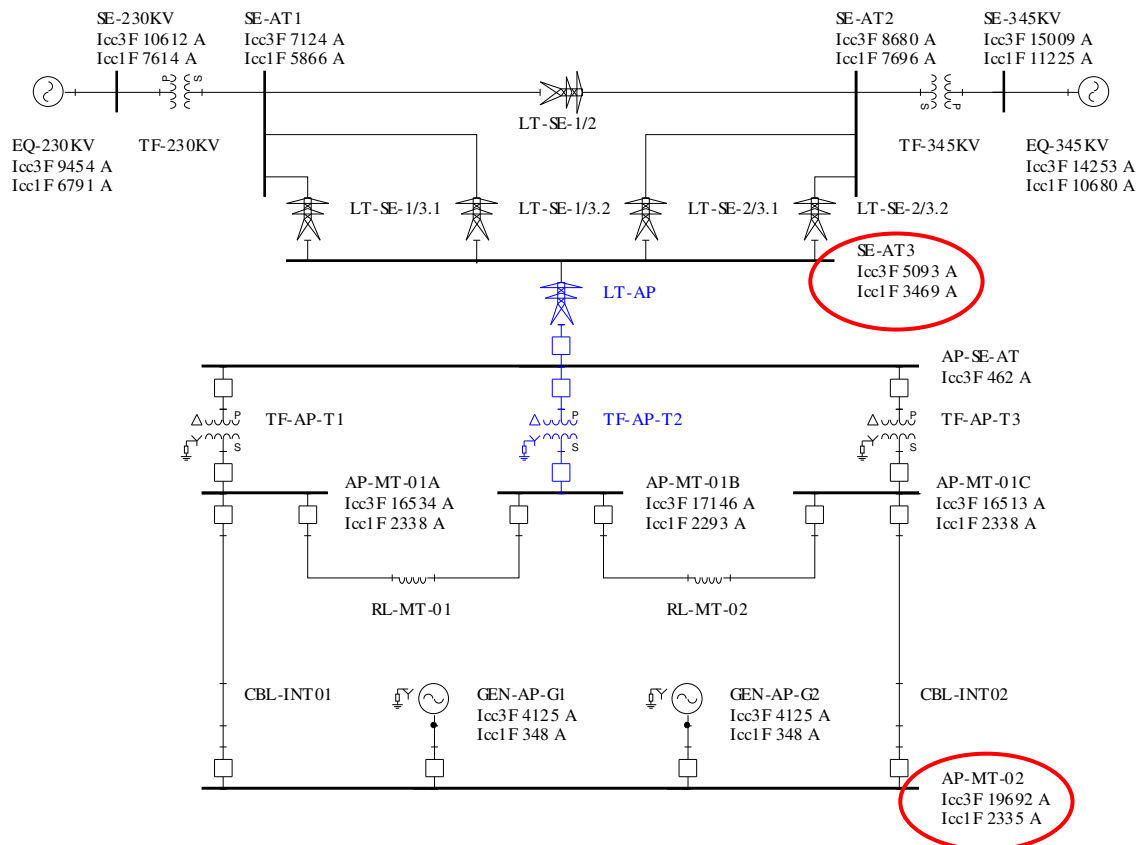 SE-230KV
Icc3F 10612 A
Icc1F 7614 A
SE-AT1
Icc3F 7124 A
Icc1F 5866 A
SE-AT2
Icc3F 8680 A
Icc1F 7696 A
SE-345KV
Icc3F 15009 A
Icc1F 11225 A
P
S
S
P
LT-SE-1/2
EQ-230KV
Icc3F 9454 A
Icc1F 6791 A
TF-230KV
TF-345KV
EQ-345KV
Icc3F 14253 A
Icc1F 10680 A
LT-SE-1/3.1
LT-SE-1/3.2
LT-SE-2/3.1
LT-SE-2/3.2
SE-AT3
Icc3F 5093 A
Icc1F 3469 A
LT-AP
AP-SE-AT
Icc3F 462 A
P
S
TF-AP-T1
P
S
TF-AP-T2
P
S
TF-AP-T3
AP-MT-01A
Icc3F 16534 A
Icc1F 2338 A
AP-MT-01B
Icc3F 17146 A
Icc1F 2293 A
AP-MT-01C
Icc3F 16513 A
Icc1F 2338 A
RL-MT-01
RL-MT-02
CBL-INT01
GEN-AP-G1
Icc3F 4125 A
Icc1F 348 A
GEN-AP-G2
Icc3F 4125 A
Icc1F 348 A
CBL-INT02
AP-MT-02
Icc3F 19692 A
Icc1F 2335 A